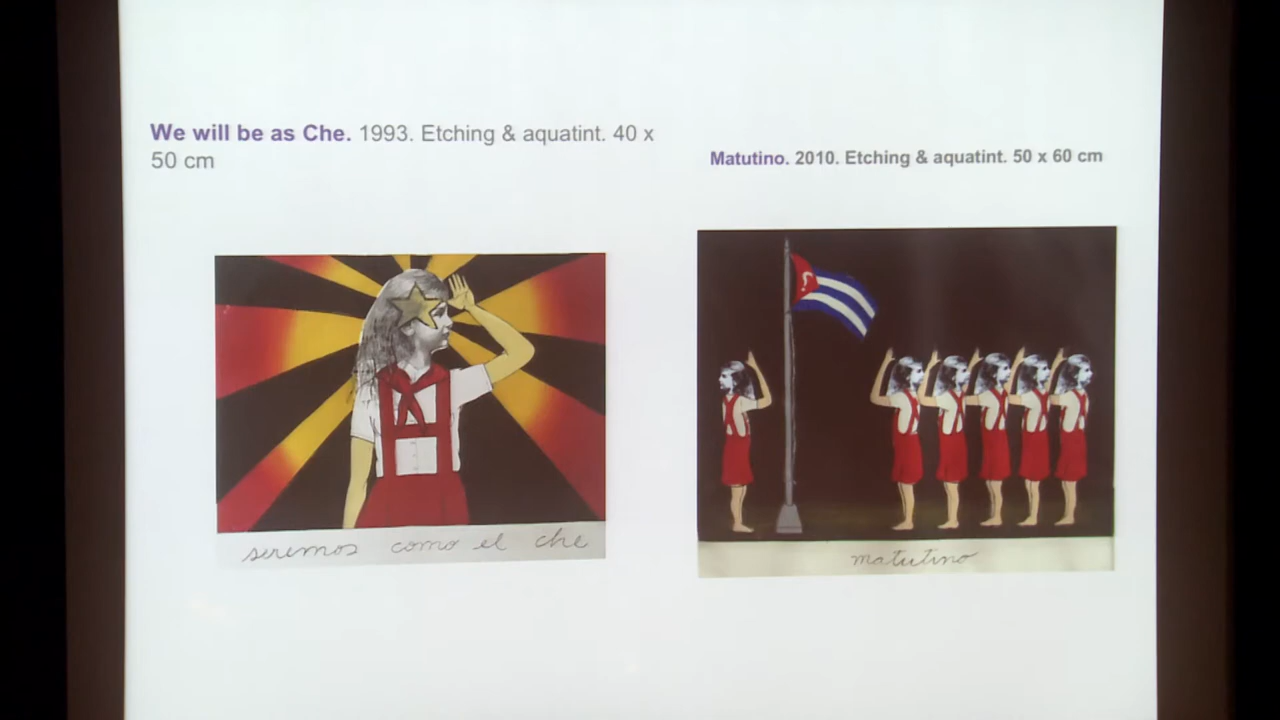 We will be as Che. 1993. Etching & aquatint. 40 x
50 cm
Matutino. 2010. Etching & aquatint. 50 x 60 cm
seremos como el che
matutino